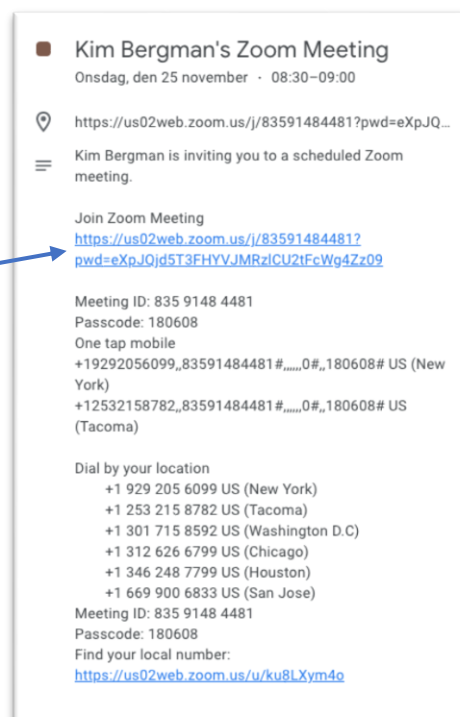 Kim Bergman's Zoom Meeting
Onsdag, den 25 november · 08:30–09:00
https://us02web.zoom.us/j/83591484481?pwd=eXpJQ...
Kim Bergman is inviting you to a scheduled Zoom
meeting.
Join Zoom Meeting
https://us02web.zoom.us/j/83591484481?
pwd=eXpJQjd5T3FHYVJMRzlCU2tFcWg4Zz09
Meeting ID: 835 9148 4481
Passcode: 180608
One tap mobile
+19292056099,,83591484481#,,,,,,0#,,180608# US (New
York)
+12532158782,,83591484481#,,,,,,0#,,180608# US
(Tacoma)
Dial by your location
+1 929 205 6099 US (New York)
+1 253 215 8782 US (Tacoma)
+1 301 715 8592 US (Washington D.C)
+1 312 626 6799 US (Chicago)
+1 346 248 7799 US (Houston)
+1 669 900 6833 US (San Jose)
Meeting ID: 835 9148 4481
Passcode: 180608
Find your local number:
https://us02web.zoom.us/u/ku8LXym4o